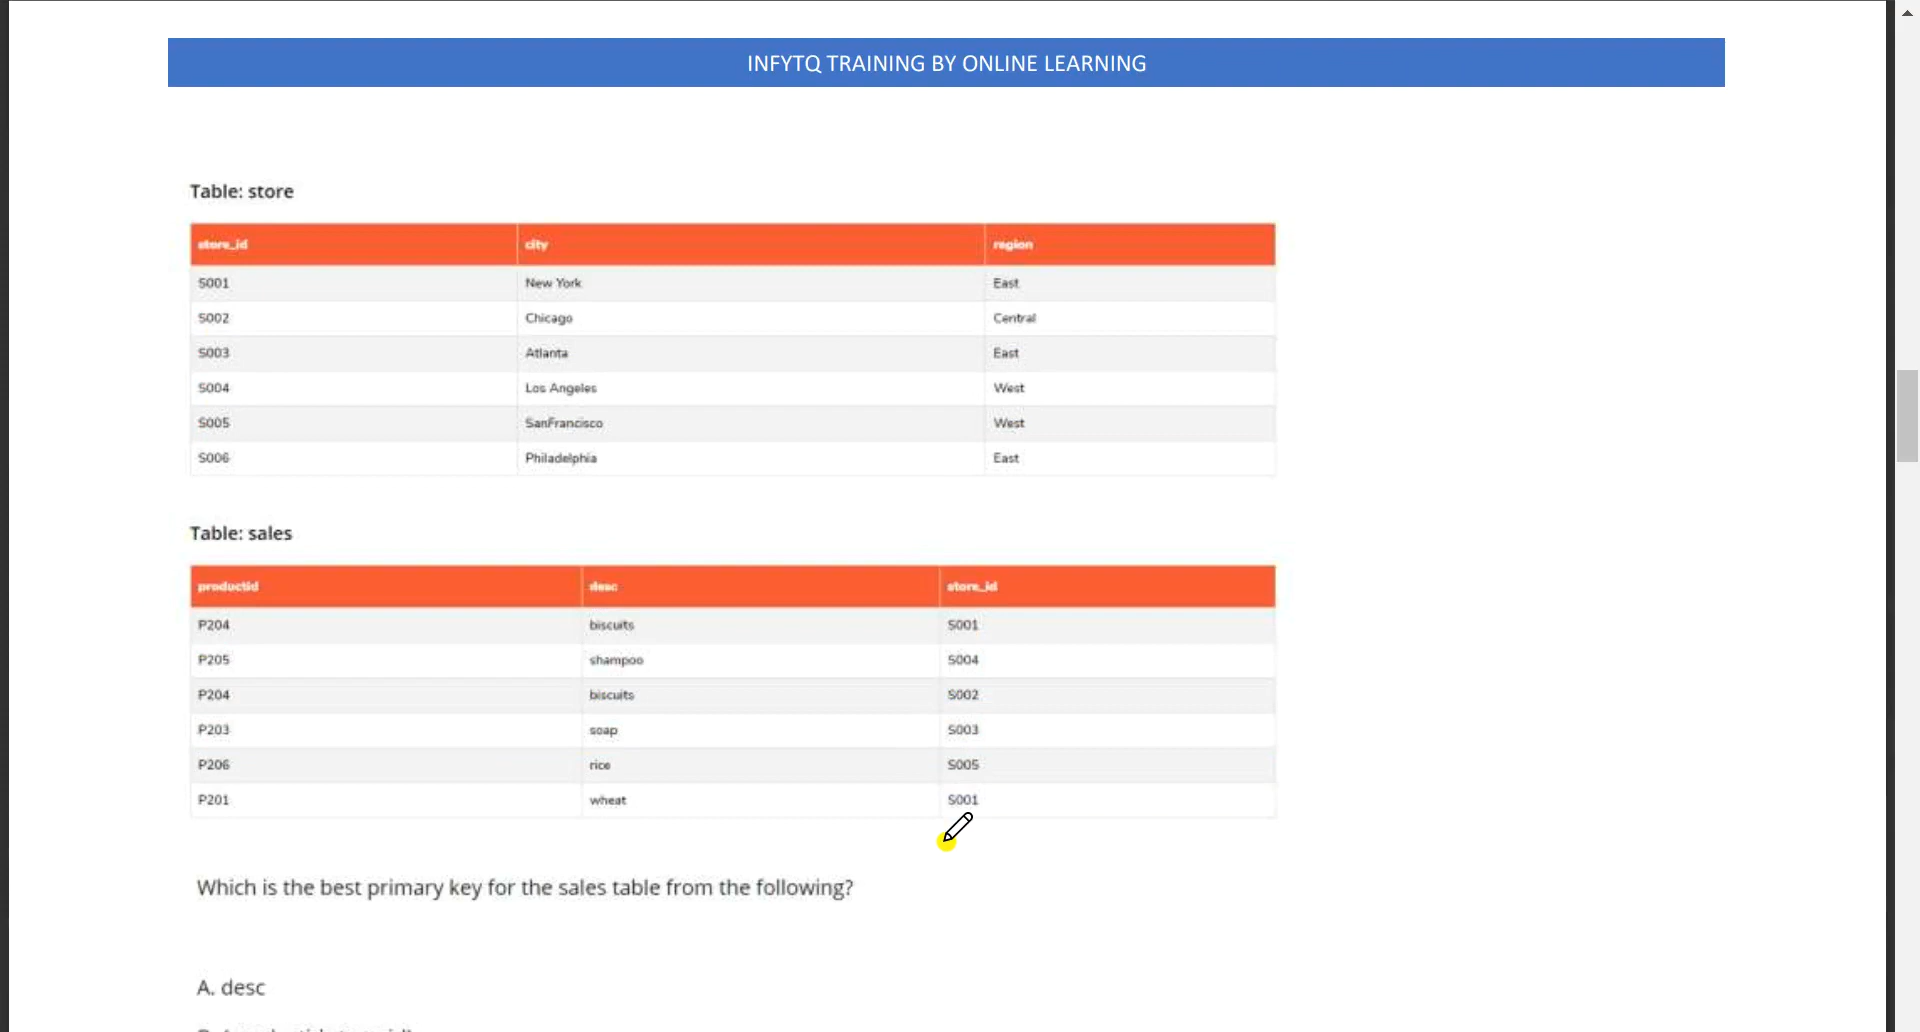 INFYTQ TRAINING BY ONLINE LEARNING
Table: store
store_id city region
S001 New York East
S002 Chicago Central
S003 Atlanta East
S004 Los Angeles West
S005 SanFrancisco West
S006 Philadelphia East
Table: sales
productid desc store_id
P204 biscuits S001
P205 shampoo S004
P204 biscuits S002
P203 soap S003
P206 rice S005
P201 wheat S001
Which is the best primary key for the sales table from the following?
A. desc